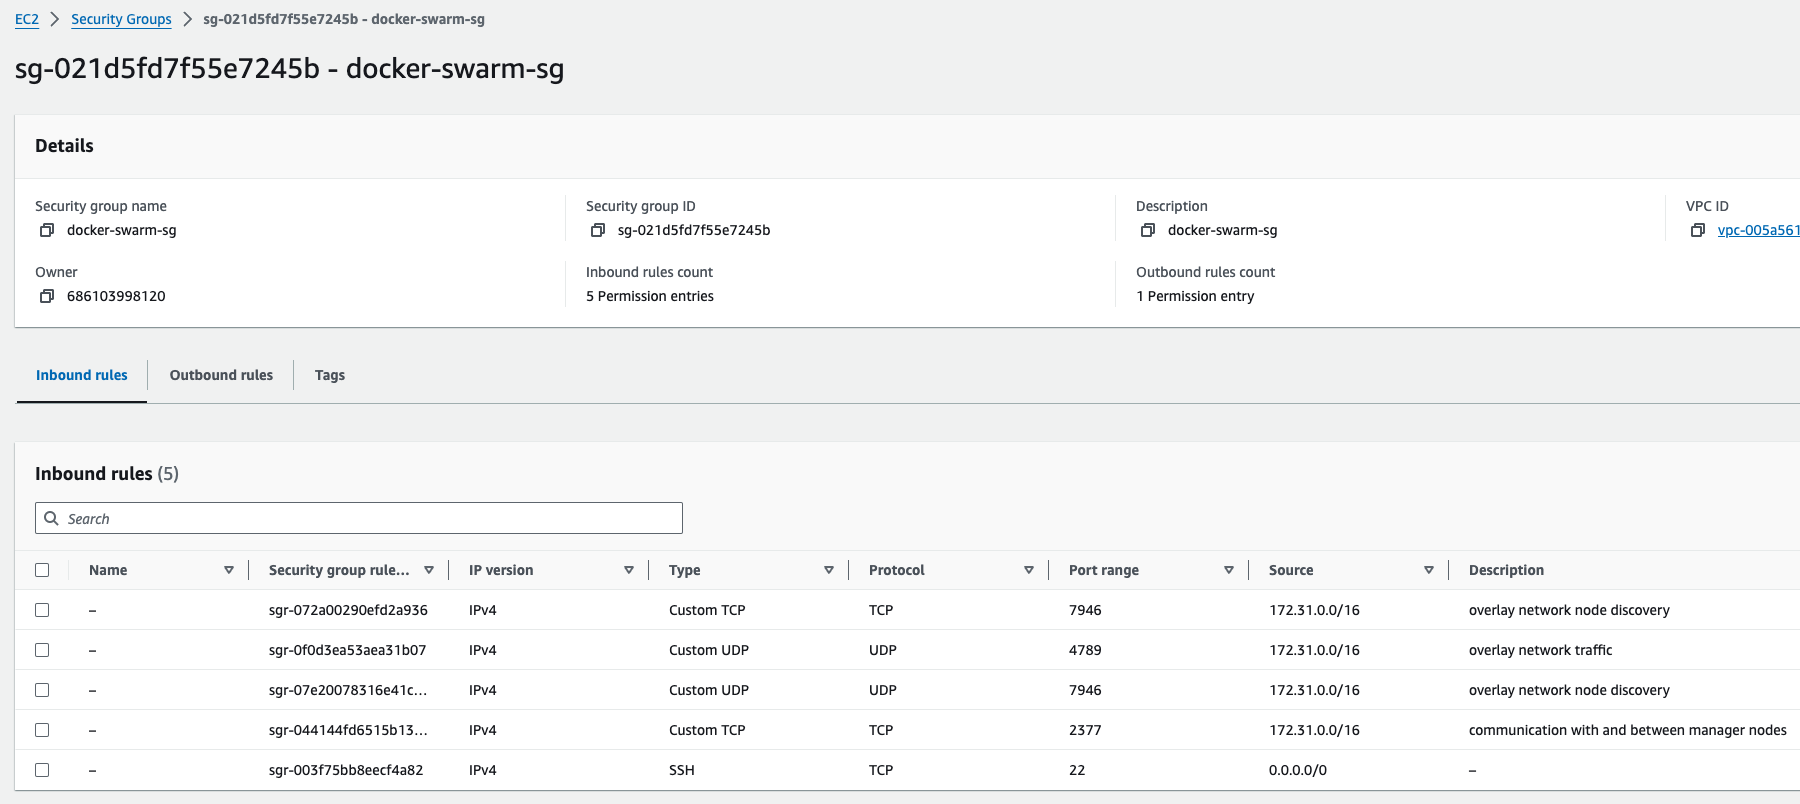 EC2 > Security Groups > sg-021d5fd7f55e7245b - docker-swarm-sg
sg-021d5fd7f55e7245b - docker-swarm-sg
Details
Security group name Security group ID Description VPC ID
docker-swarm-sg sg-021d5fd7f55e7245b docker-swarm-sg vpc-005a561
Owner Inbound rules count Outbound rules count
686103998120 5 Permission entries 1 Permission entry
Inbound rules Outbound rules Tags
Inbound rules (5)
Search
Name Security group rule... IP version Type Protocol Port range Source Description
– sgr-072a00290efd2a936 IPv4 Custom TCP TCP 7946 172.31.0.0/16 overlay network node discovery
– sgr-0f0d3ea53aea31b07 IPv4 Custom UDP UDP 4789 172.31.0.0/16 overlay network traffic
– sgr-07e20078316e41c... IPv4 Custom UDP UDP 7946 172.31.0.0/16 overlay network node discovery
– sgr-044144fd6515b13... IPv4 Custom TCP TCP 2377 172.31.0.0/16 communication with and between manager nodes
– sgr-003f75bb8eecf4a82 IPv4 SSH TCP 22 0.0.0.0/0 –